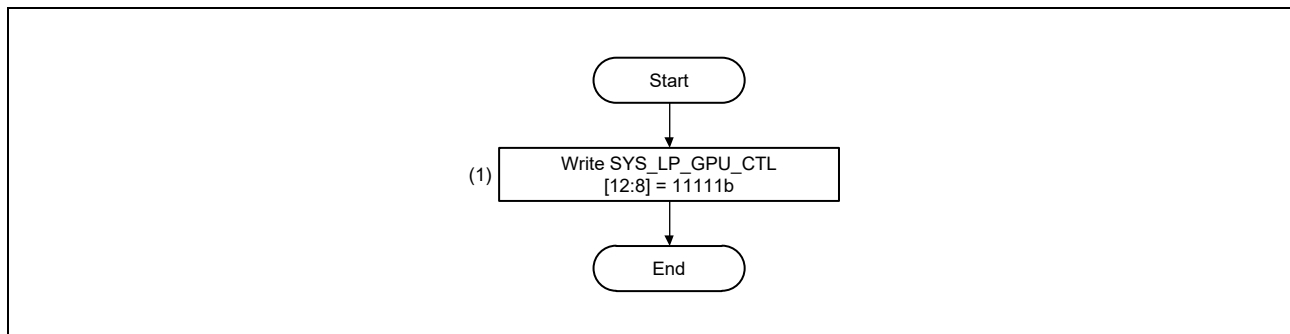 Start
(1)
Write SYS_LP_GPU_CTL
[12:8] = 11111b
End